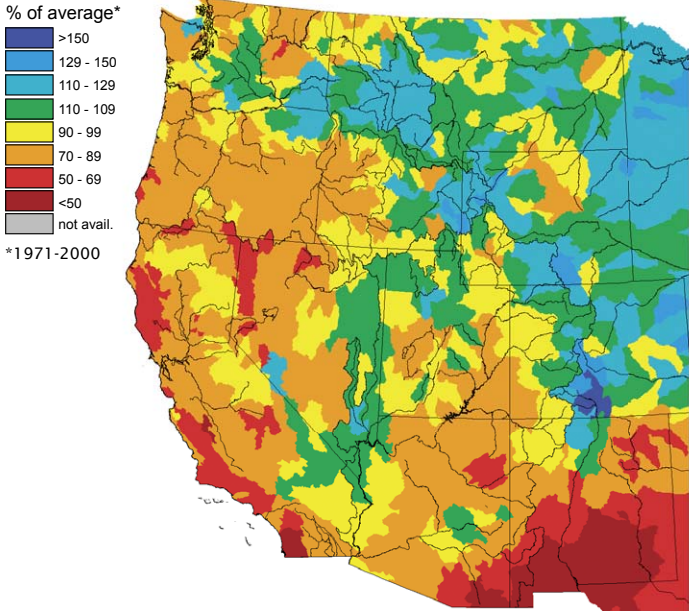 % of average*
>150
129 - 150
110 - 129
110 - 109
90 - 99
70 - 89
50 - 69
<50
not avail.
*1971-2000